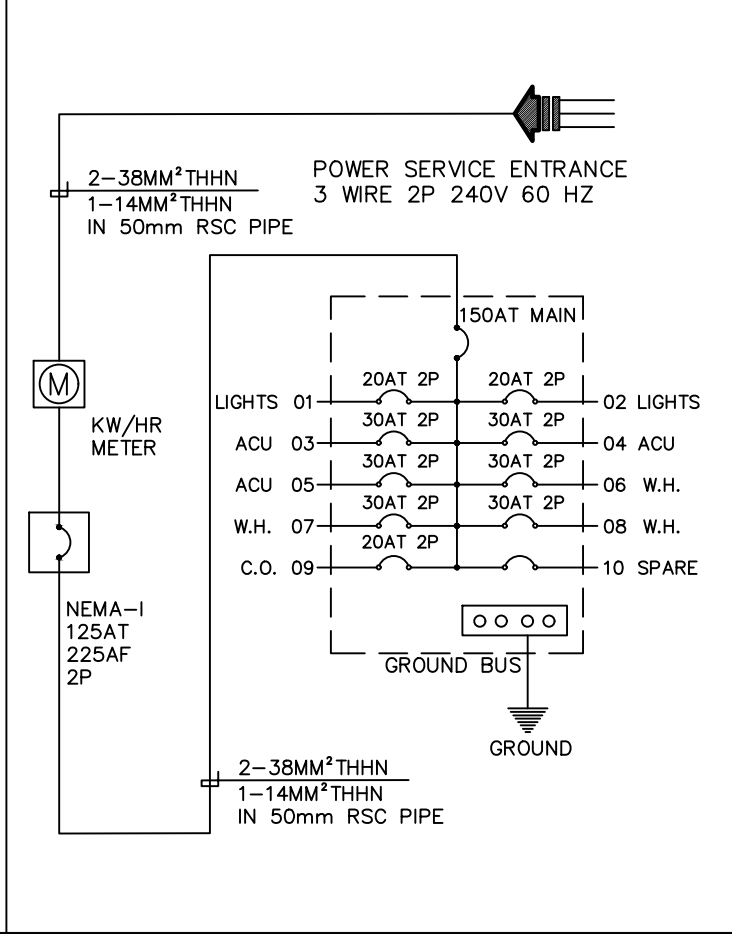 POWER SERVICE ENTRANCE
3 WIRE 2P 240V 60 HZ
2-38MM²THHN
1-14MM²THHN
IN 50mm RSC PIPE
M
KW/HR
METER
NEMA-I
125AT
225AF
2P
150AT MAIN
20AT 2P 20AT 2P
LIGHTS 01 02 LIGHTS
30AT 2P 30AT 2P
ACU 03 04 ACU
30AT 2P 30AT 2P
ACU 05 06 W.H.
30AT 2P 30AT 2P
W.H. 07 08 W.H.
20AT 2P
C.O. 09 10 SPARE
GROUND BUS
GROUND
2-38MM²THHN
1-14MM²THHN
IN 50mm RSC PIPE